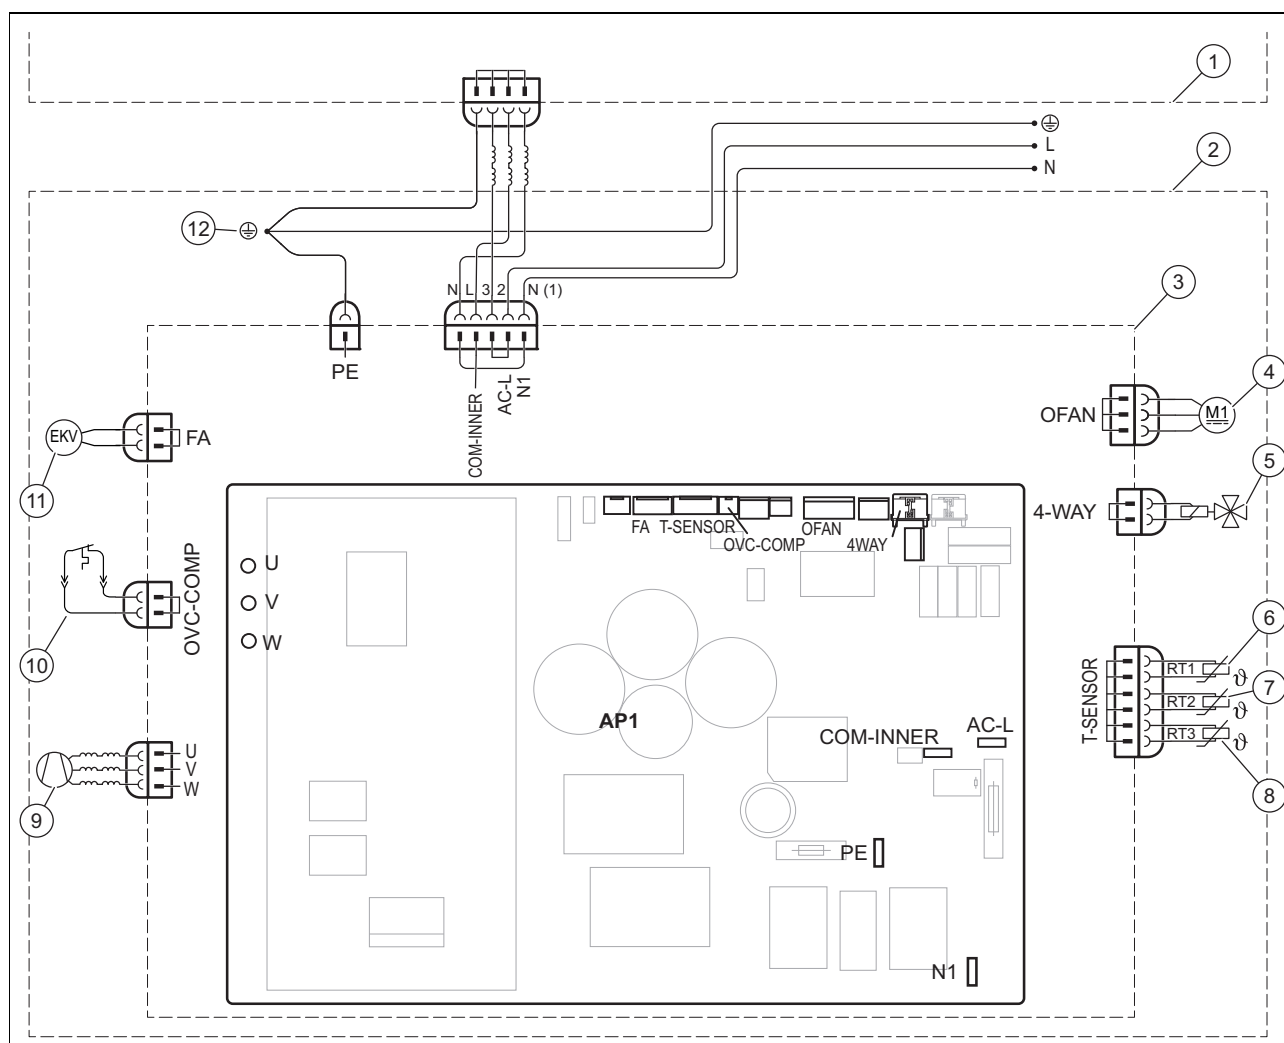 1
⏚
L
N
2
12
⏚
N L 3 2 N (1)
3
PE
COM-INNER
AC-L
N1
4
OFAN
M1
EKV
FA
11
5
4-WAY
FA T-SENSOR
OVC-COMP
OFAN
4WAY
OVC-COMP
10
U
V
W
6
T-SENSOR
RT1
ϑ
7
RT2
ϑ
RT3
ϑ
8
AP1
COM-INNER
AC-L
U
V
W
9
PE
N1